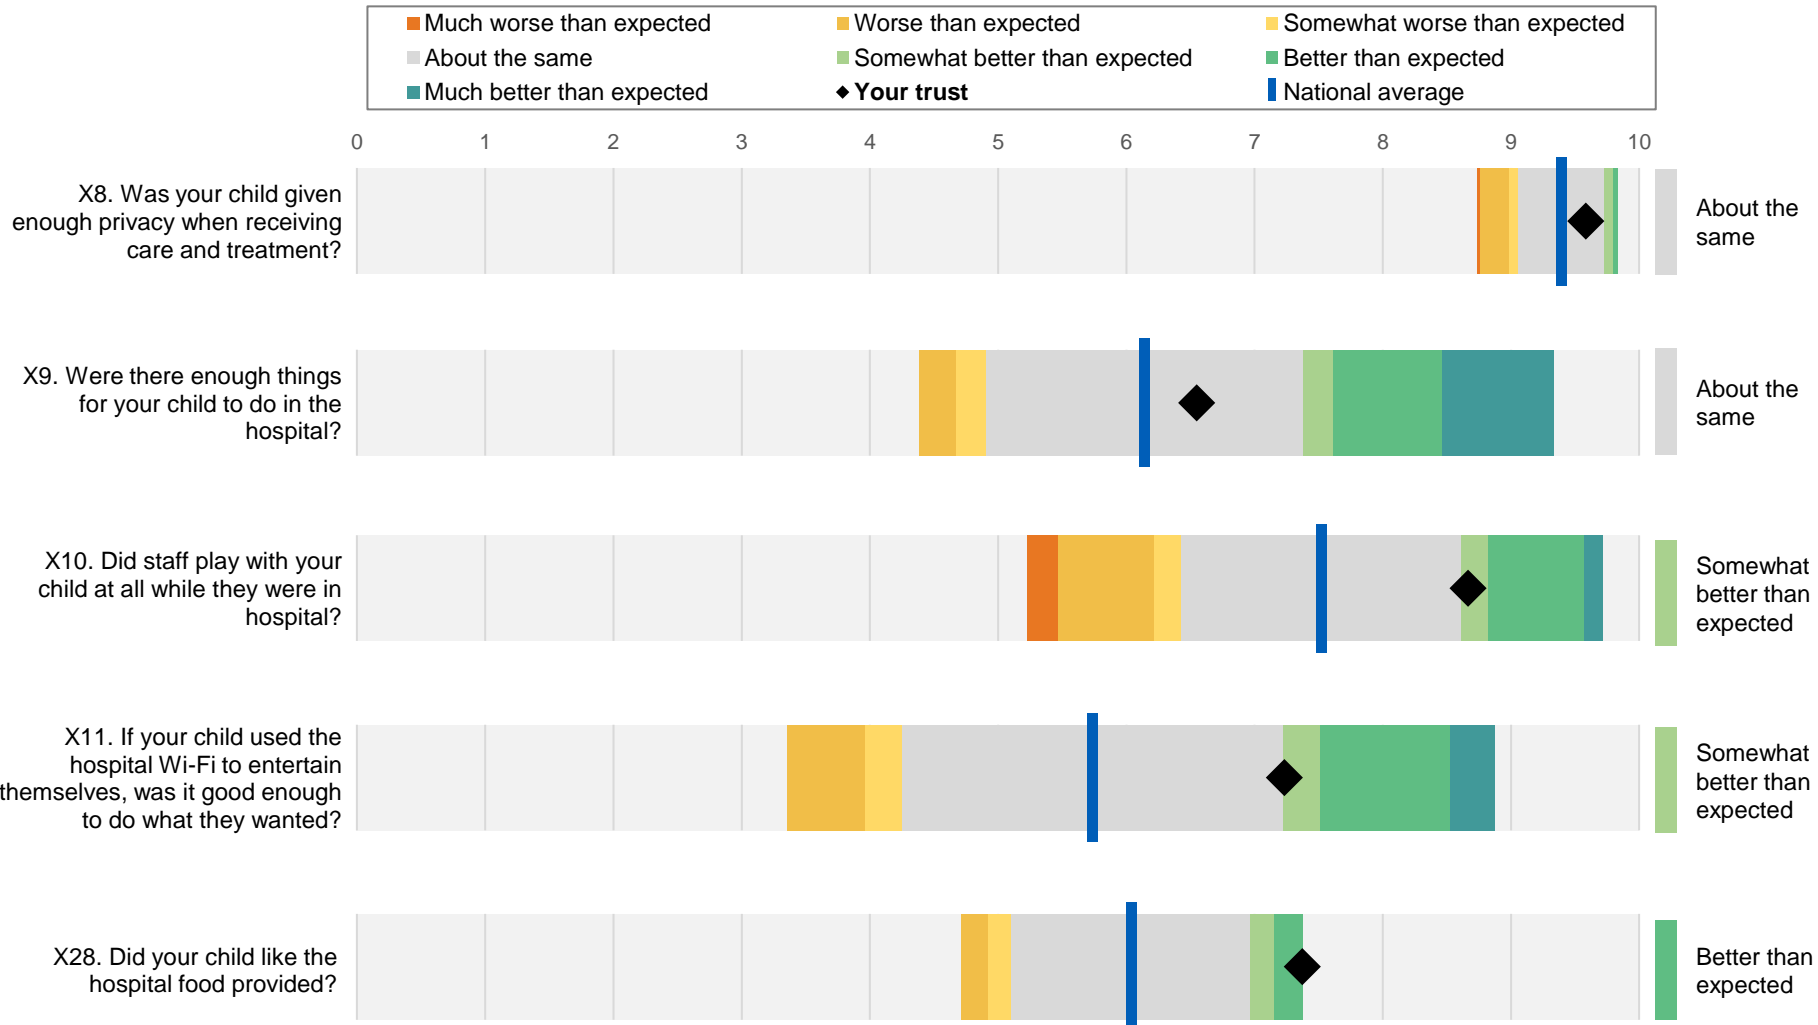 Much worse than expected
Worse than expected
Somewhat worse than expected
About the same
Somewhat better than expected
Better than expected
Much better than expected
Your trust
National average
0 1 2 3 4 5 6 7 8 9 10
X8. Was your child given
enough privacy when receiving
care and treatment?
About the
same
X9. Were there enough things
for your child to do in the
hospital?
About the
same
X10. Did staff play with your
child at all while they were in
hospital?
Somewhat
better than
expected
X11. If your child used the
hospital Wi-Fi to entertain
themselves, was it good enough
to do what they wanted?
Somewhat
better than
expected
X28. Did your child like the
hospital food provided?
Better than
expected